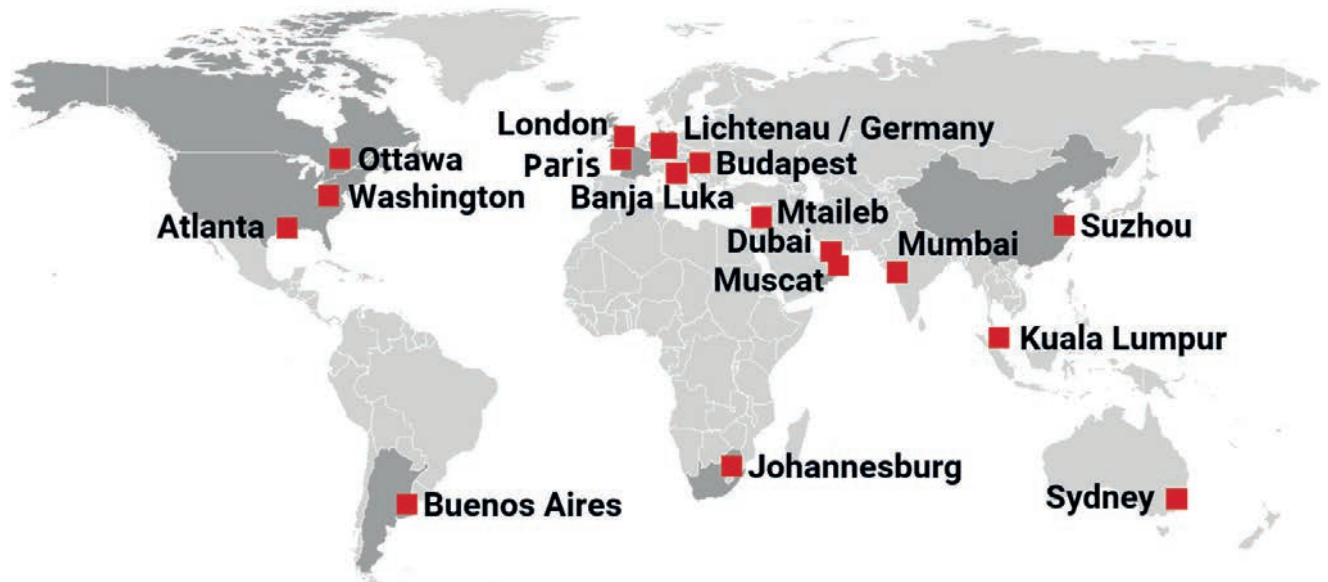 London
Lichtenau / Germany
Ottawa
Paris
Budapest
Washington
Banja Luka
Atlanta
Mtaileb
Suzhou
Dubai
Mumbai
Muscat
Kuala Lumpur
Johannesburg
Buenos Aires
Sydney